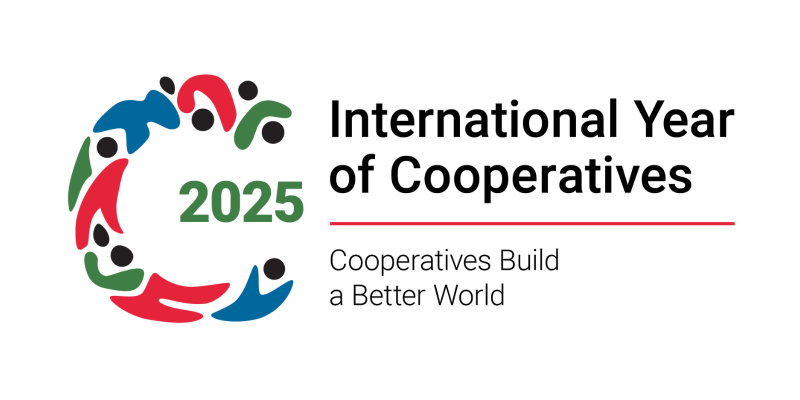 2025
International Year
of Cooperatives
Cooperatives Build
a Better World